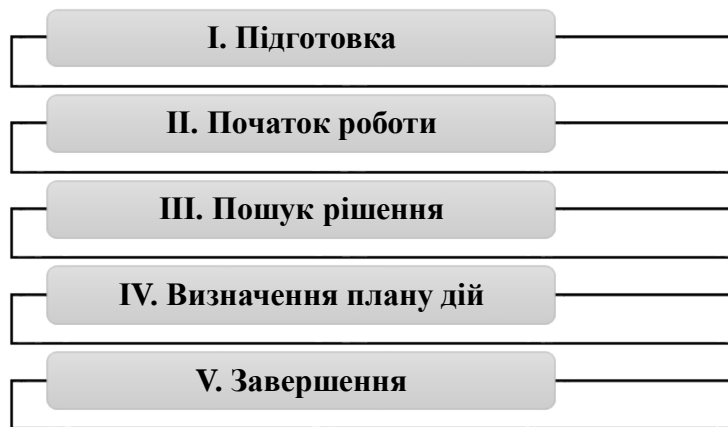 I. Підготовка
II. Початок роботи
III. Пошук рішення
IV. Визначення плану дій
V. Завершення